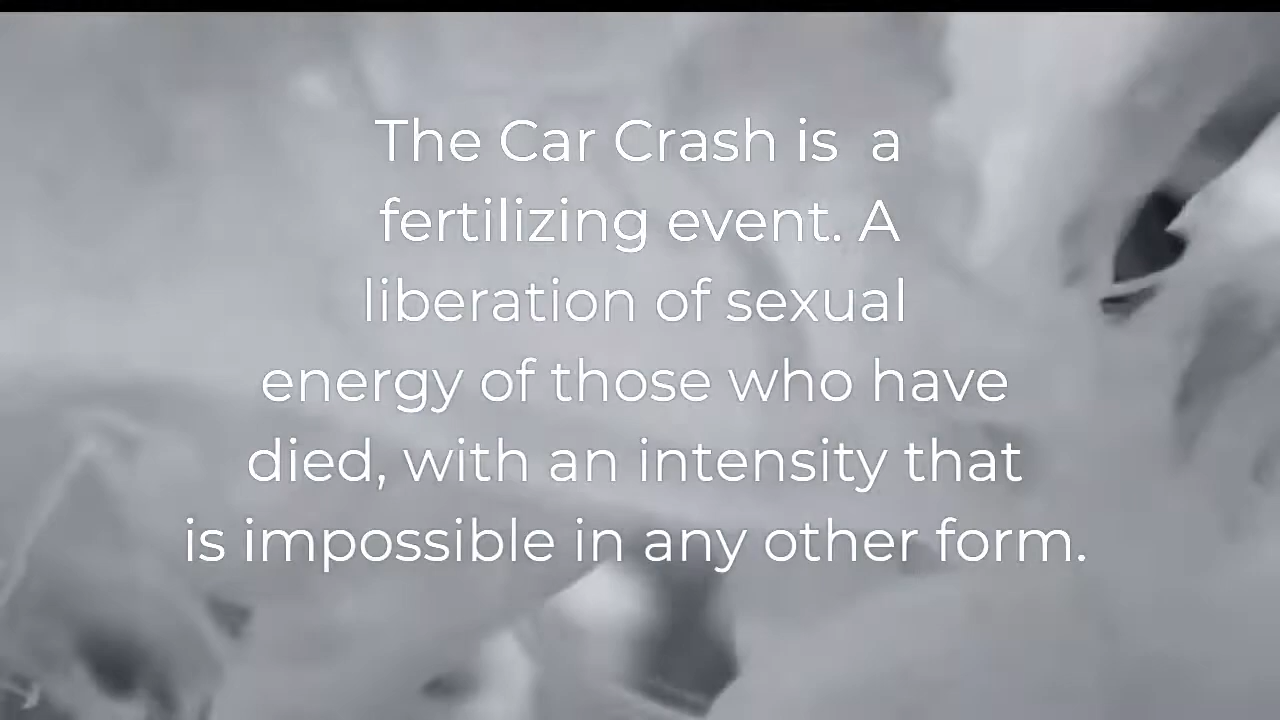 The Car Crash is  a
fertilizing event. A
liberation of sexual
energy of those who have
died, with an intensity that
is impossible in any other form.